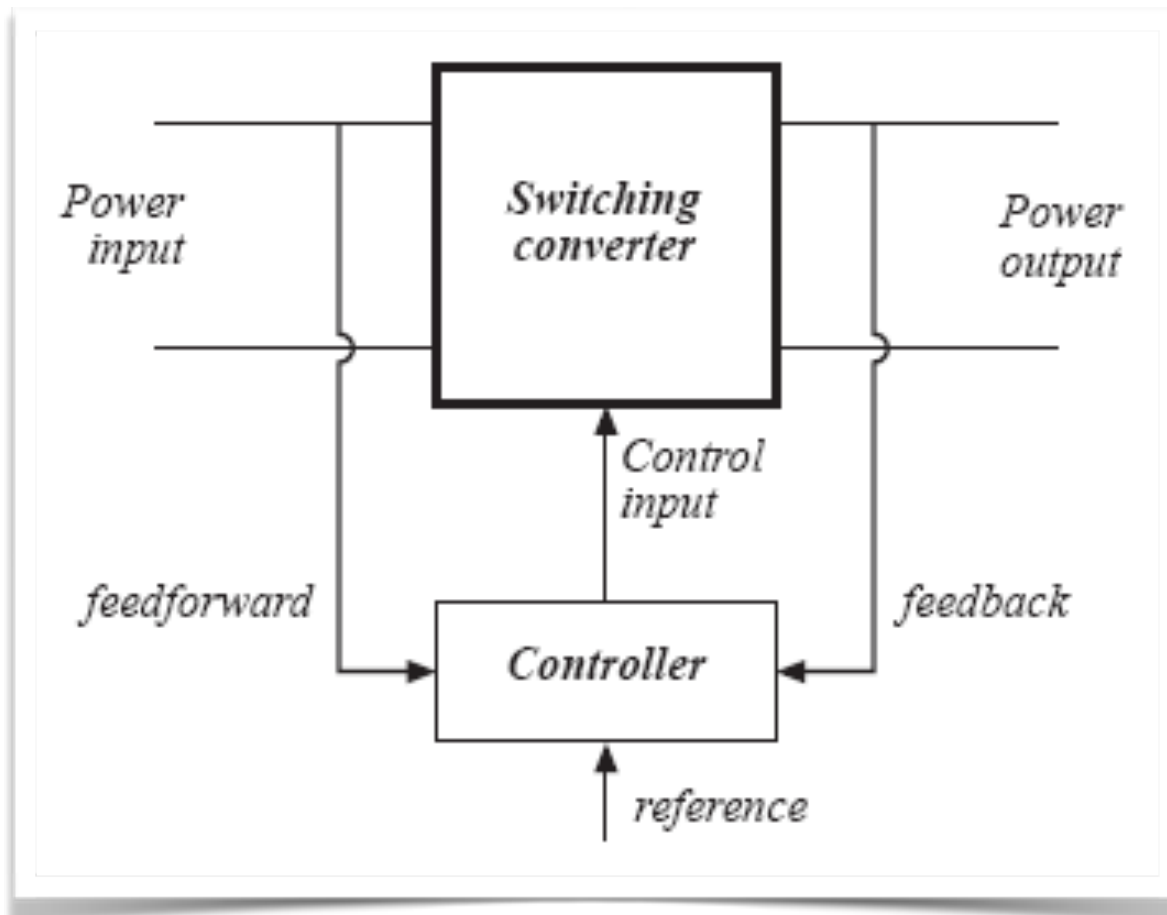 Power
input
Switching
converter
Power
output
Control
input
feedforward
Controller
feedback
reference